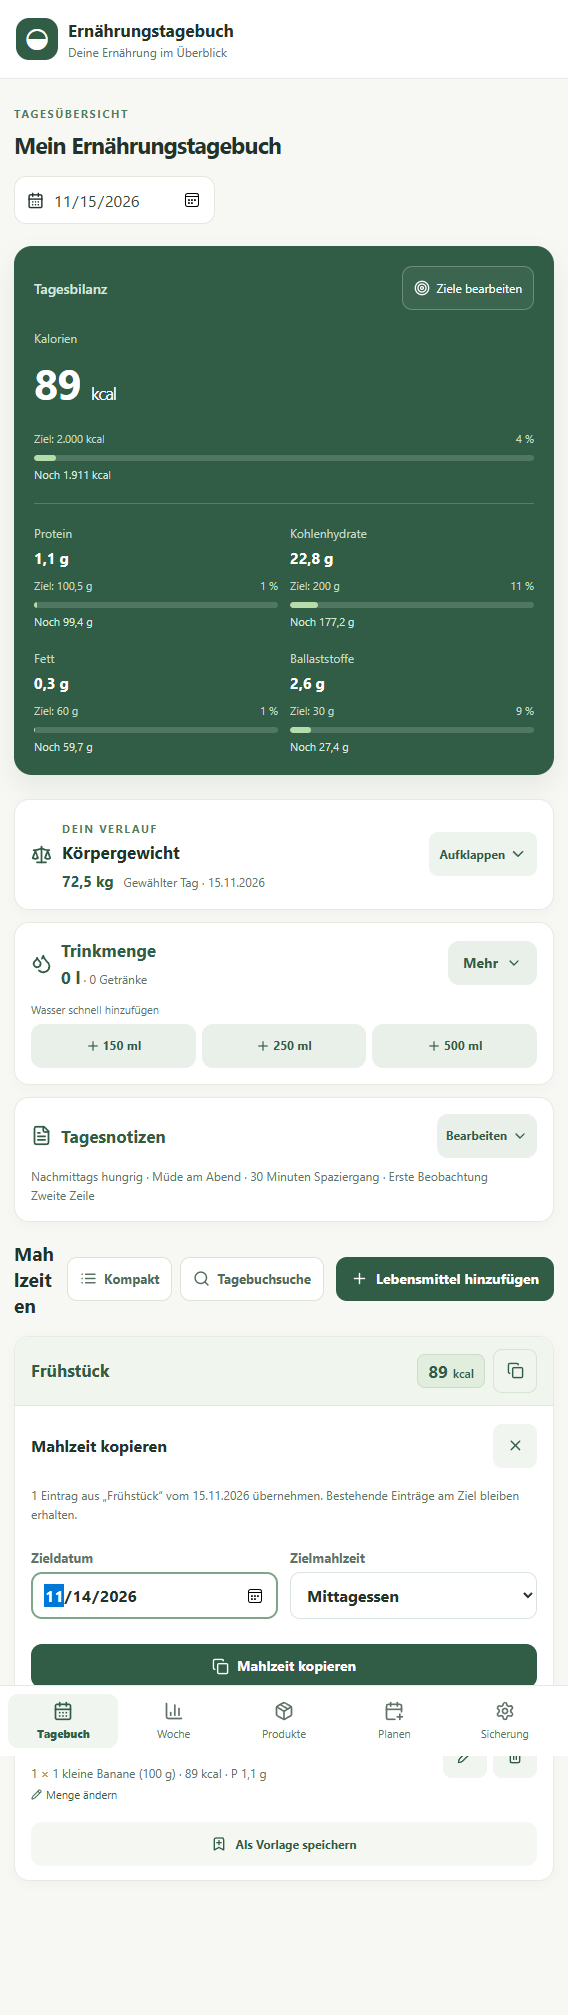 Ernährungstagebuch
Deine Ernährung im Überblick
TAGESÜBERSICHT
Mein Ernährungstagebuch
11/15/2026
Tagesbilanz
Ziele bearbeiten
Kalorien
89 kcal
Ziel: 2.000 kcal
4 %
Noch 1.911 kcal
Protein
1,1 g
Ziel: 100,5 g
1 %
Noch 99,4 g
Kohlenhydrate
22,8 g
Ziel: 200 g
11 %
Noch 177,2 g
Fett
0,3 g
Ziel: 60 g
1 %
Noch 59,7 g
Ballaststoffe
2,6 g
Ziel: 30 g
9 %
Noch 27,4 g
DEIN VERLAUF
Körpergewicht
72,5 kg Gewählter Tag · 15.11.2026
Aufklappen
Trinkmenge
0 l · 0 Getränke
Mehr
Wasser schnell hinzufügen
+ 150 ml
+ 250 ml
+ 500 ml
Tagesnotizen
Bearbeiten
Nachmittags hungrig · Müde am Abend · 30 Minuten Spaziergang · Erste Beobachtung
Zweite Zeile
Mah
lzeit
en
Kompakt
Tagebuchsuche
+ Lebensmittel hinzufügen
Frühstück
89 kcal
Mahlzeit kopieren
1 Eintrag aus „Frühstück“ vom 15.11.2026 übernehmen. Bestehende Einträge am Ziel bleiben
erhalten.
Zieldatum
11/14/2026
Zielmahlzeit
Mittagessen
Mahlzeit kopieren
Tagebuch
Woche
Produkte
Planen
Sicherung
1 × 1 kleine Banane (100 g) · 89 kcal · P 1,1 g
Menge ändern
Als Vorlage speichern